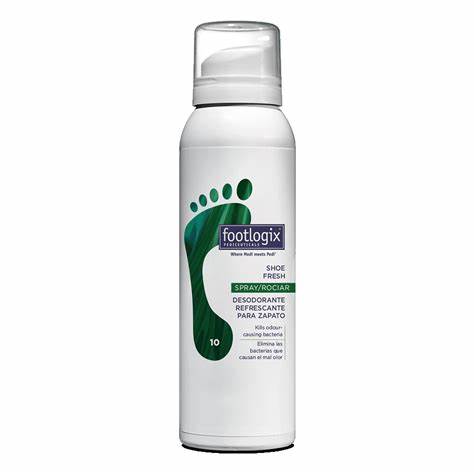 footlogix
PEDICEUTICALS
Where Medi meets Pedi®
SHOE
FRESH
SPRAY/ROCIAR
DESODORANTE
REFRESCANTE
PARA ZAPATO
Kills odour-
causing bacteria
Elimina las
bacterias que
causan el mal olor
10